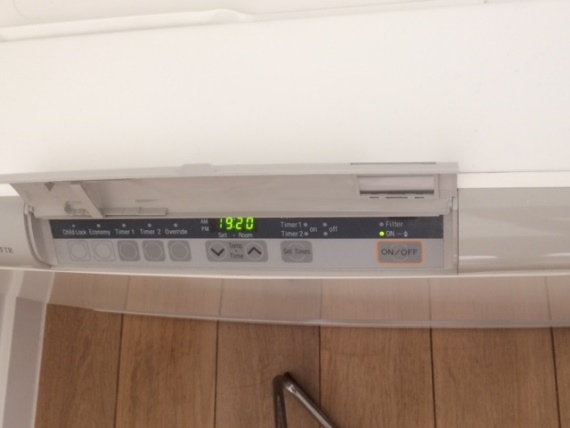 AM
19:20
PM
Set - Room
Child Lock Economy Timer 1 Timer 2 Override
Temp
Time
Timer 1 on off
Timer 2
Set Timer
Filter
ON
ON/OFF